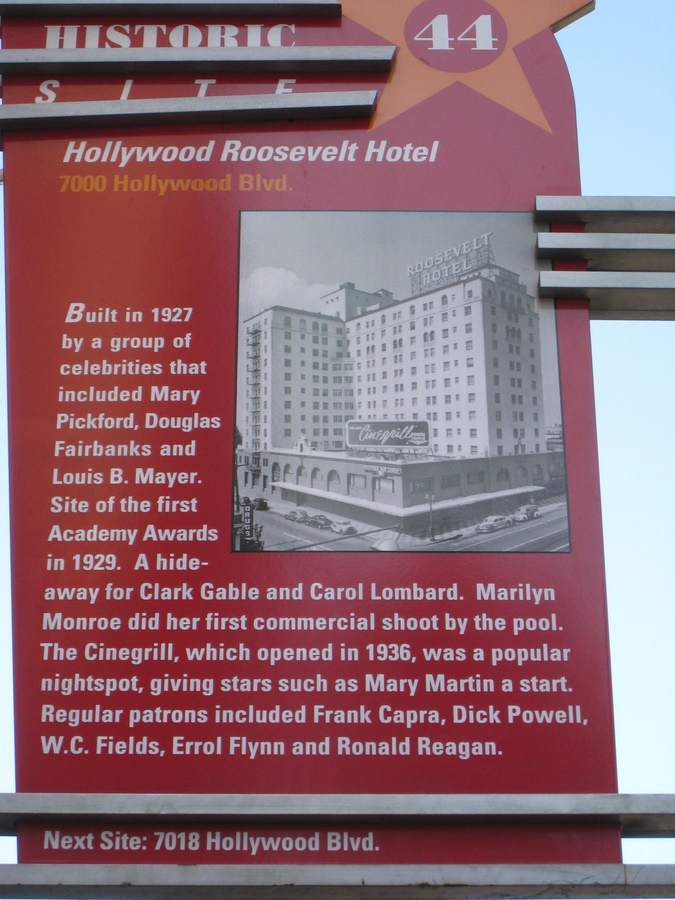 HISTORIC
44
SITE
Hollywood Roosevelt Hotel
7000 Hollywood Blvd.
ROOSEVELT
HOTEL
Cinegrill
DRUGS
Built in 1927
by a group of
celebrities that
included Mary
Pickford, Douglas
Fairbanks and
Louis B. Mayer.
Site of the first
Academy Awards
in 1929. A hide-
away for Clark Gable and Carol Lombard. Marilyn
Monroe did her first commercial shoot by the pool.
The Cinegrill, which opened in 1936, was a popular
nightspot, giving stars such as Mary Martin a start.
Regular patrons included Frank Capra, Dick Powell,
W.C. Fields, Errol Flynn and Ronald Reagan.
Next Site: 7018 Hollywood Blvd.